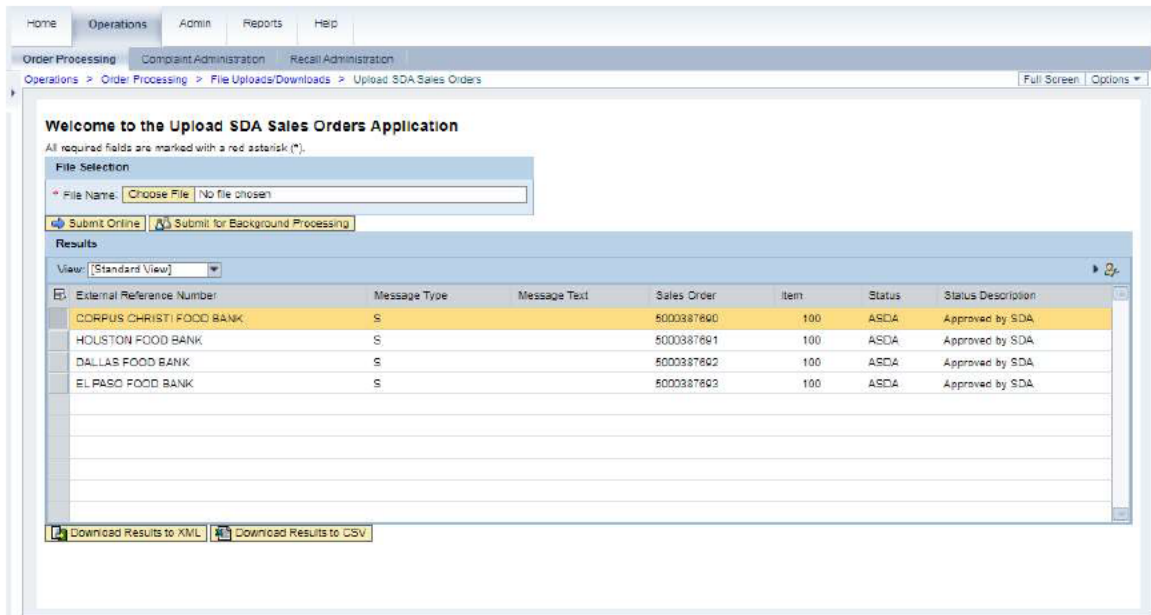 Home Operations Admin Reports Help
Order Processing Complaint Administration Recall Administration
Operations > Order Processing > File Uploads/Downloads > Upload SDA Sales Orders Full Screen Options
Welcome to the Upload SDA Sales Orders Application
All required fields are marked with a red asterisk (*).
File Selection
* File Name: Choose File No file chosen
Submit Online Submit for Background Processing
Results
View: [Standard View]
External Reference Number Message Type Message Text Sales Order Item Status Status Description
CORPUS CHRISTI FOOD BANK S 5000387690 100 ASDA Approved by SDA
HOUSTON FOOD BANK S 5000387691 100 ASDA Approved by SDA
DALLAS FOOD BANK S 5000387692 100 ASDA Approved by SDA
EL PASO FOOD BANK S 5000387693 100 ASDA Approved by SDA
Download Results to XML Download Results to CSV